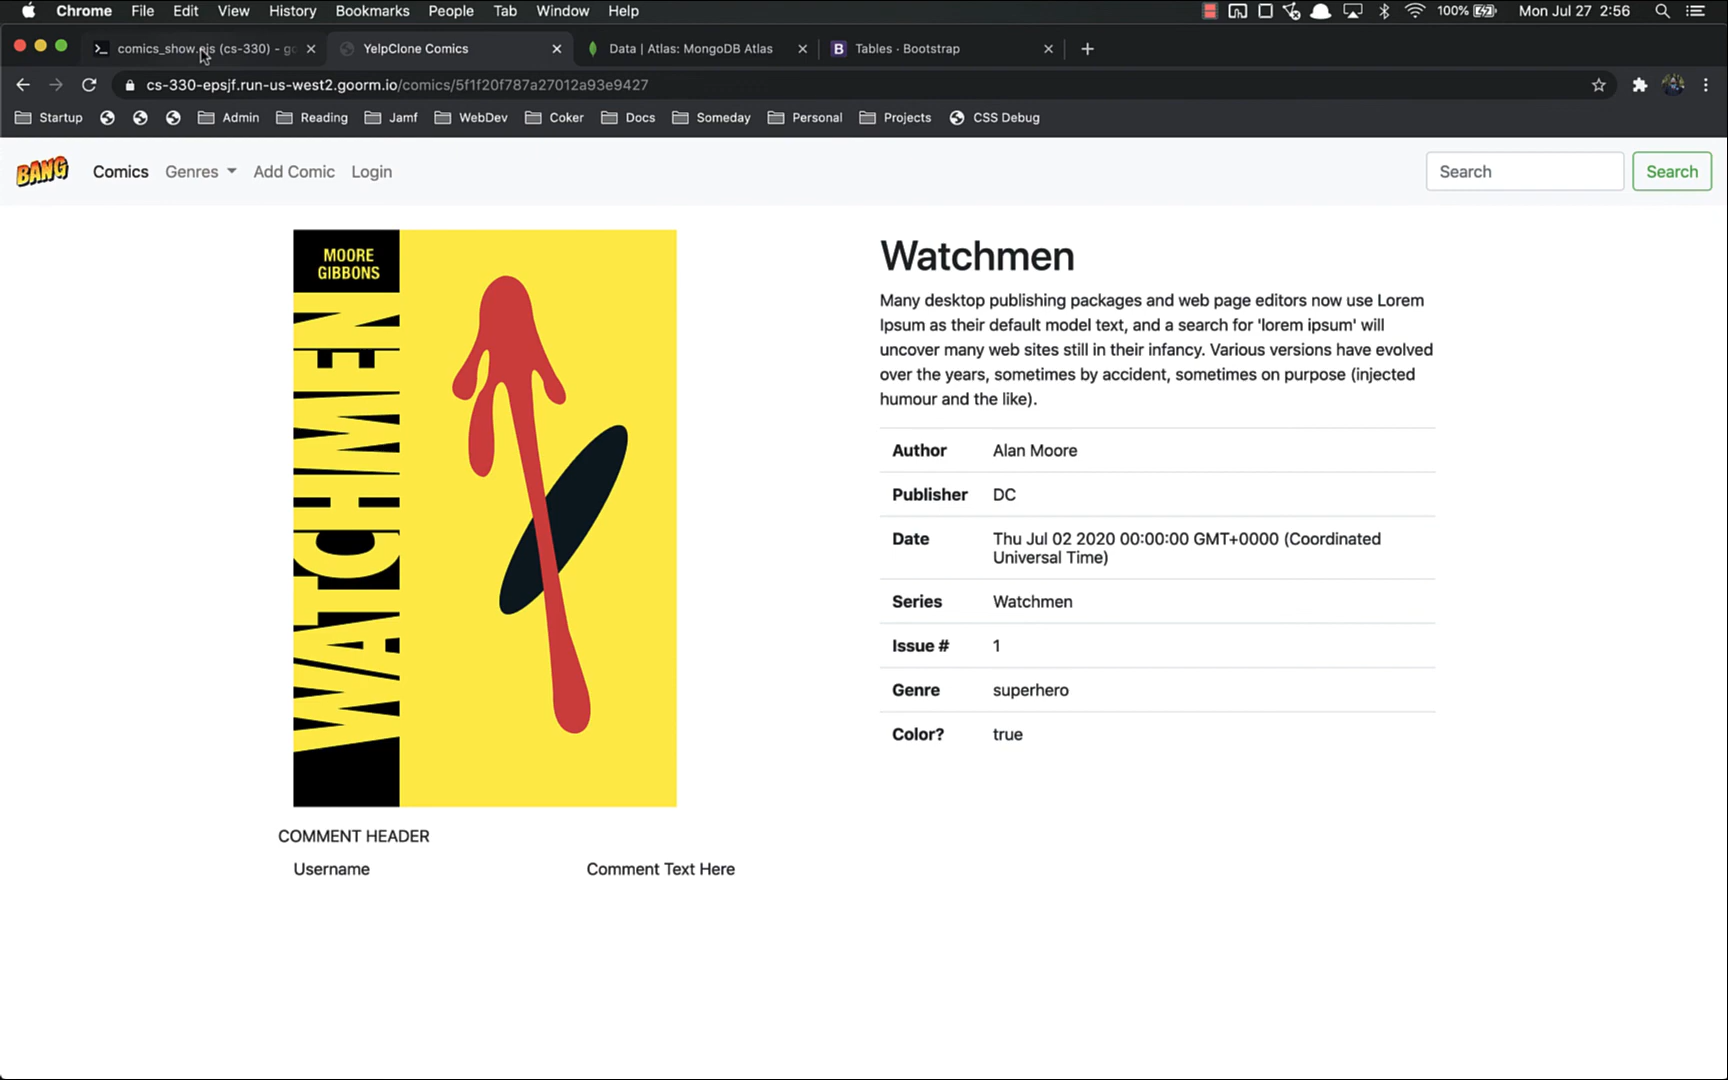 Chrome File Edit View History Bookmarks People Tab Window Help 100% Mon Jul 27 2:56
comics_show.ejs (cs-330) - go YelpClone Comics Data | Atlas: MongoDB Atlas B Tables · Bootstrap
cs-330-epsjf.run-us-west2.goorm.io/comics/5f1f20f787a27012a93e9427
Startup Admin Reading Jamf WebDev Coker Docs Someday Personal Projects CSS Debug
BANG Comics Genres Add Comic Login Search Search
MOORE
GIBBONS
WATCHMEN
Watchmen
Many desktop publishing packages and web page editors now use Lorem
Ipsum as their default model text, and a search for 'lorem ipsum' will
uncover many web sites still in their infancy. Various versions have evolved
over the years, sometimes by accident, sometimes on purpose (injected
humour and the like).
Author Alan Moore
Publisher DC
Date Thu Jul 02 2020 00:00:00 GMT+0000 (Coordinated
Universal Time)
Series Watchmen
Issue # 1
Genre superhero
Color? true
COMMENT HEADER
Username Comment Text Here